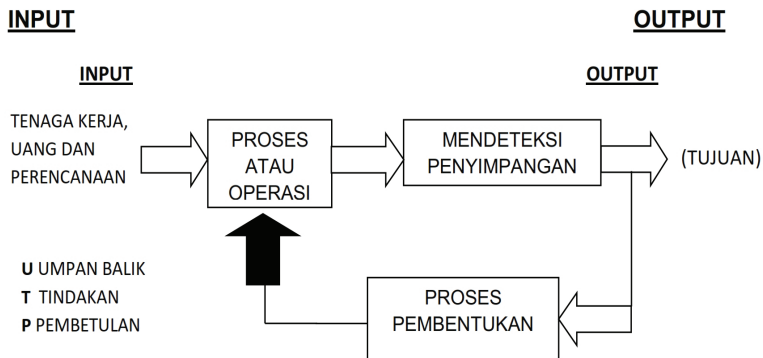 INPUT
OUTPUT
INPUT
OUTPUT
TENAGA KERJA,
UANG DAN
PERENCANAAN
PROSES
ATAU
OPERASI
MENDETEKSI
PENYIMPANGAN
(TUJUAN)
U UMPAN BALIK
T TINDAKAN
P PEMBETULAN
PROSES
PEMBENTUKAN